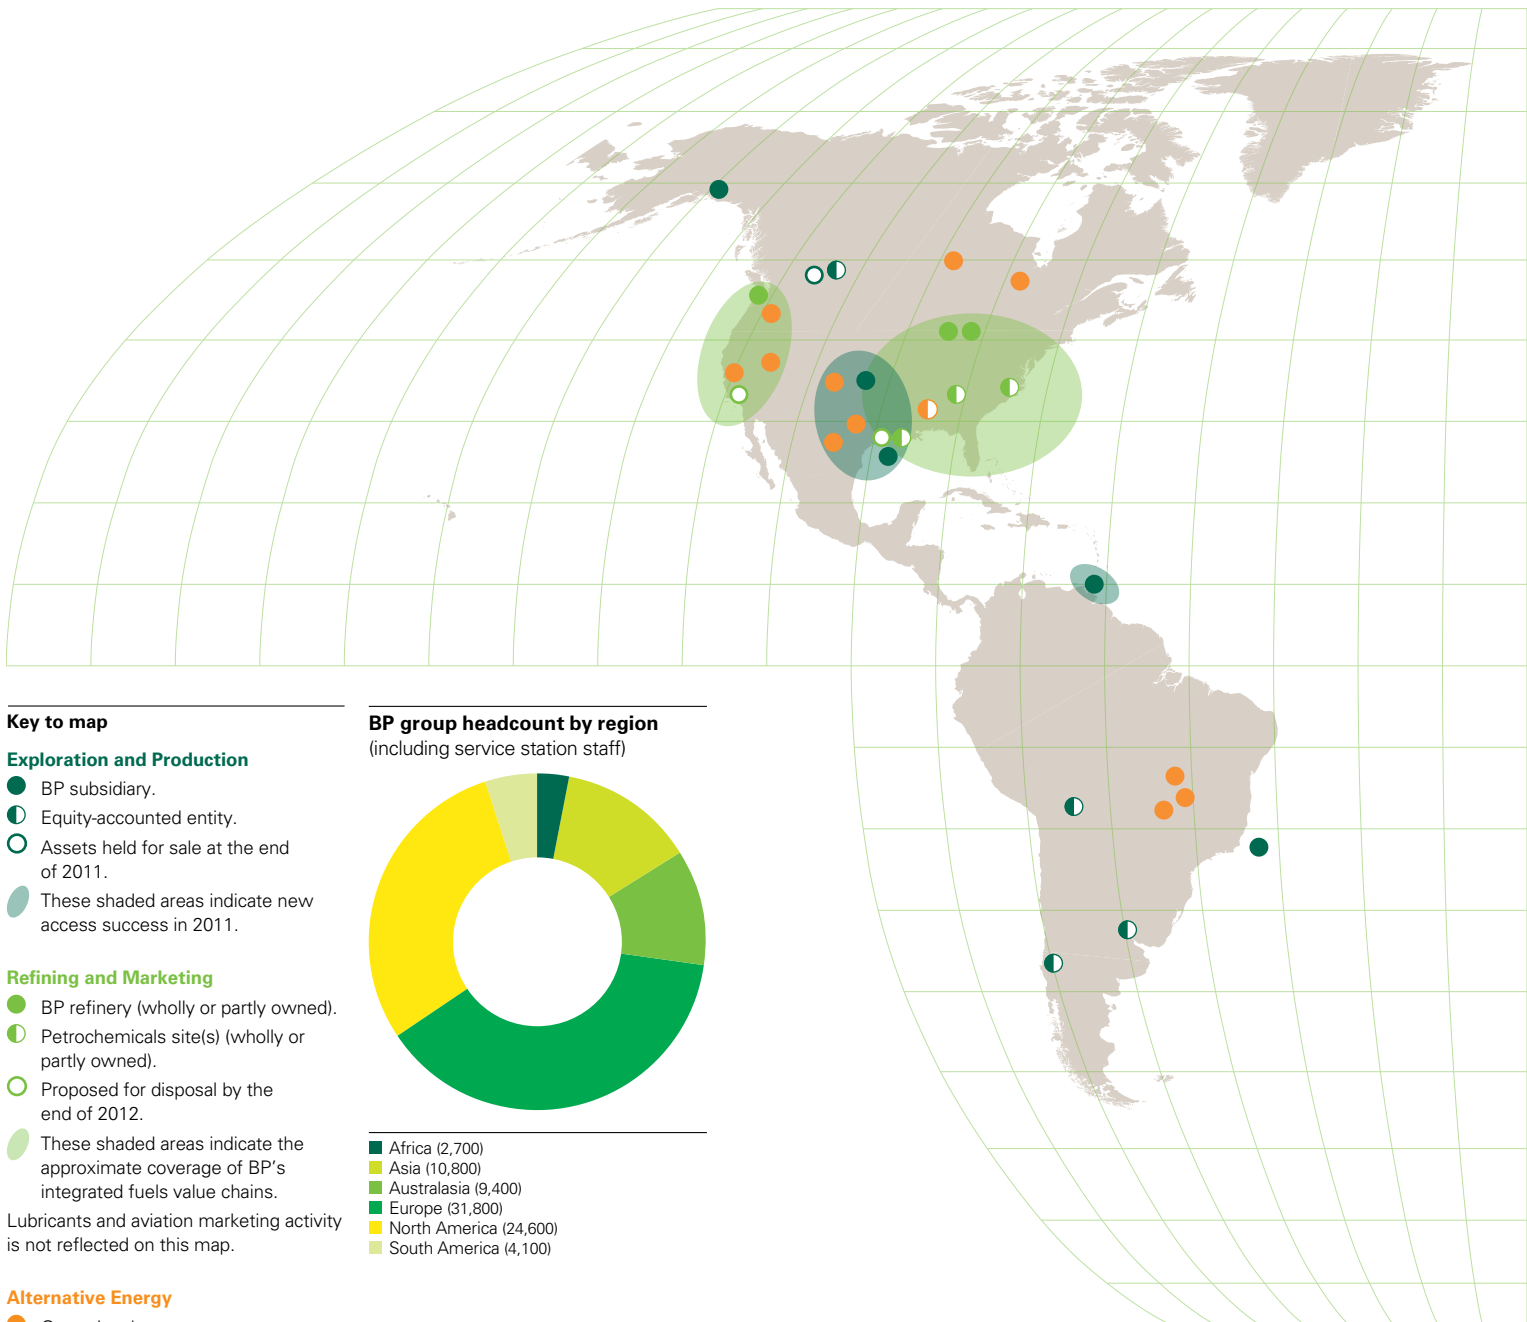 Key to map
Exploration and Production
BP subsidiary.
Equity-accounted entity.
Assets held for sale at the end
of 2011.
These shaded areas indicate new
access success in 2011.
Refining and Marketing
BP refinery (wholly or partly owned).
Petrochemicals site(s) (wholly or
partly owned).
Proposed for disposal by the
end of 2012.
These shaded areas indicate the
approximate coverage of BP’s
integrated fuels value chains.
Lubricants and aviation marketing activity
is not reflected on this map.
Alternative Energy
BP group headcount by region
(including service station staff)
Africa (2,700)
Asia (10,800)
Australasia (9,400)
Europe (31,800)
North America (24,600)
South America (4,100)